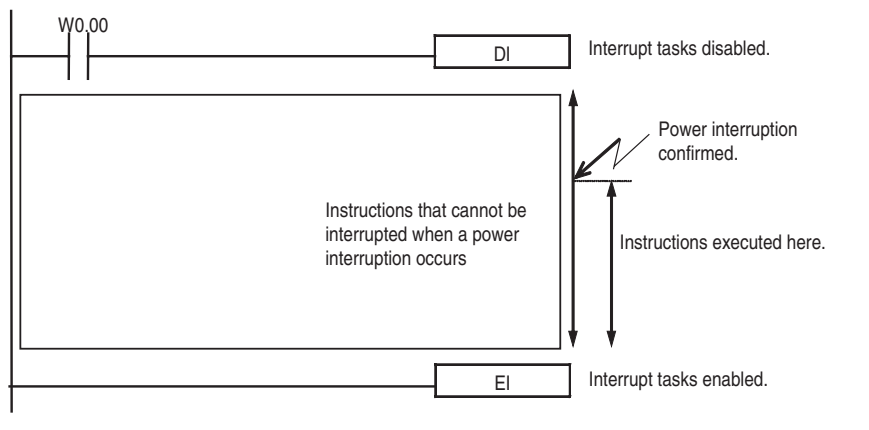 W0.00
DI
Interrupt tasks disabled.
Power interruption
confirmed.
Instructions that cannot be
interrupted when a power
interruption occurs
Instructions executed here.
EI
Interrupt tasks enabled.